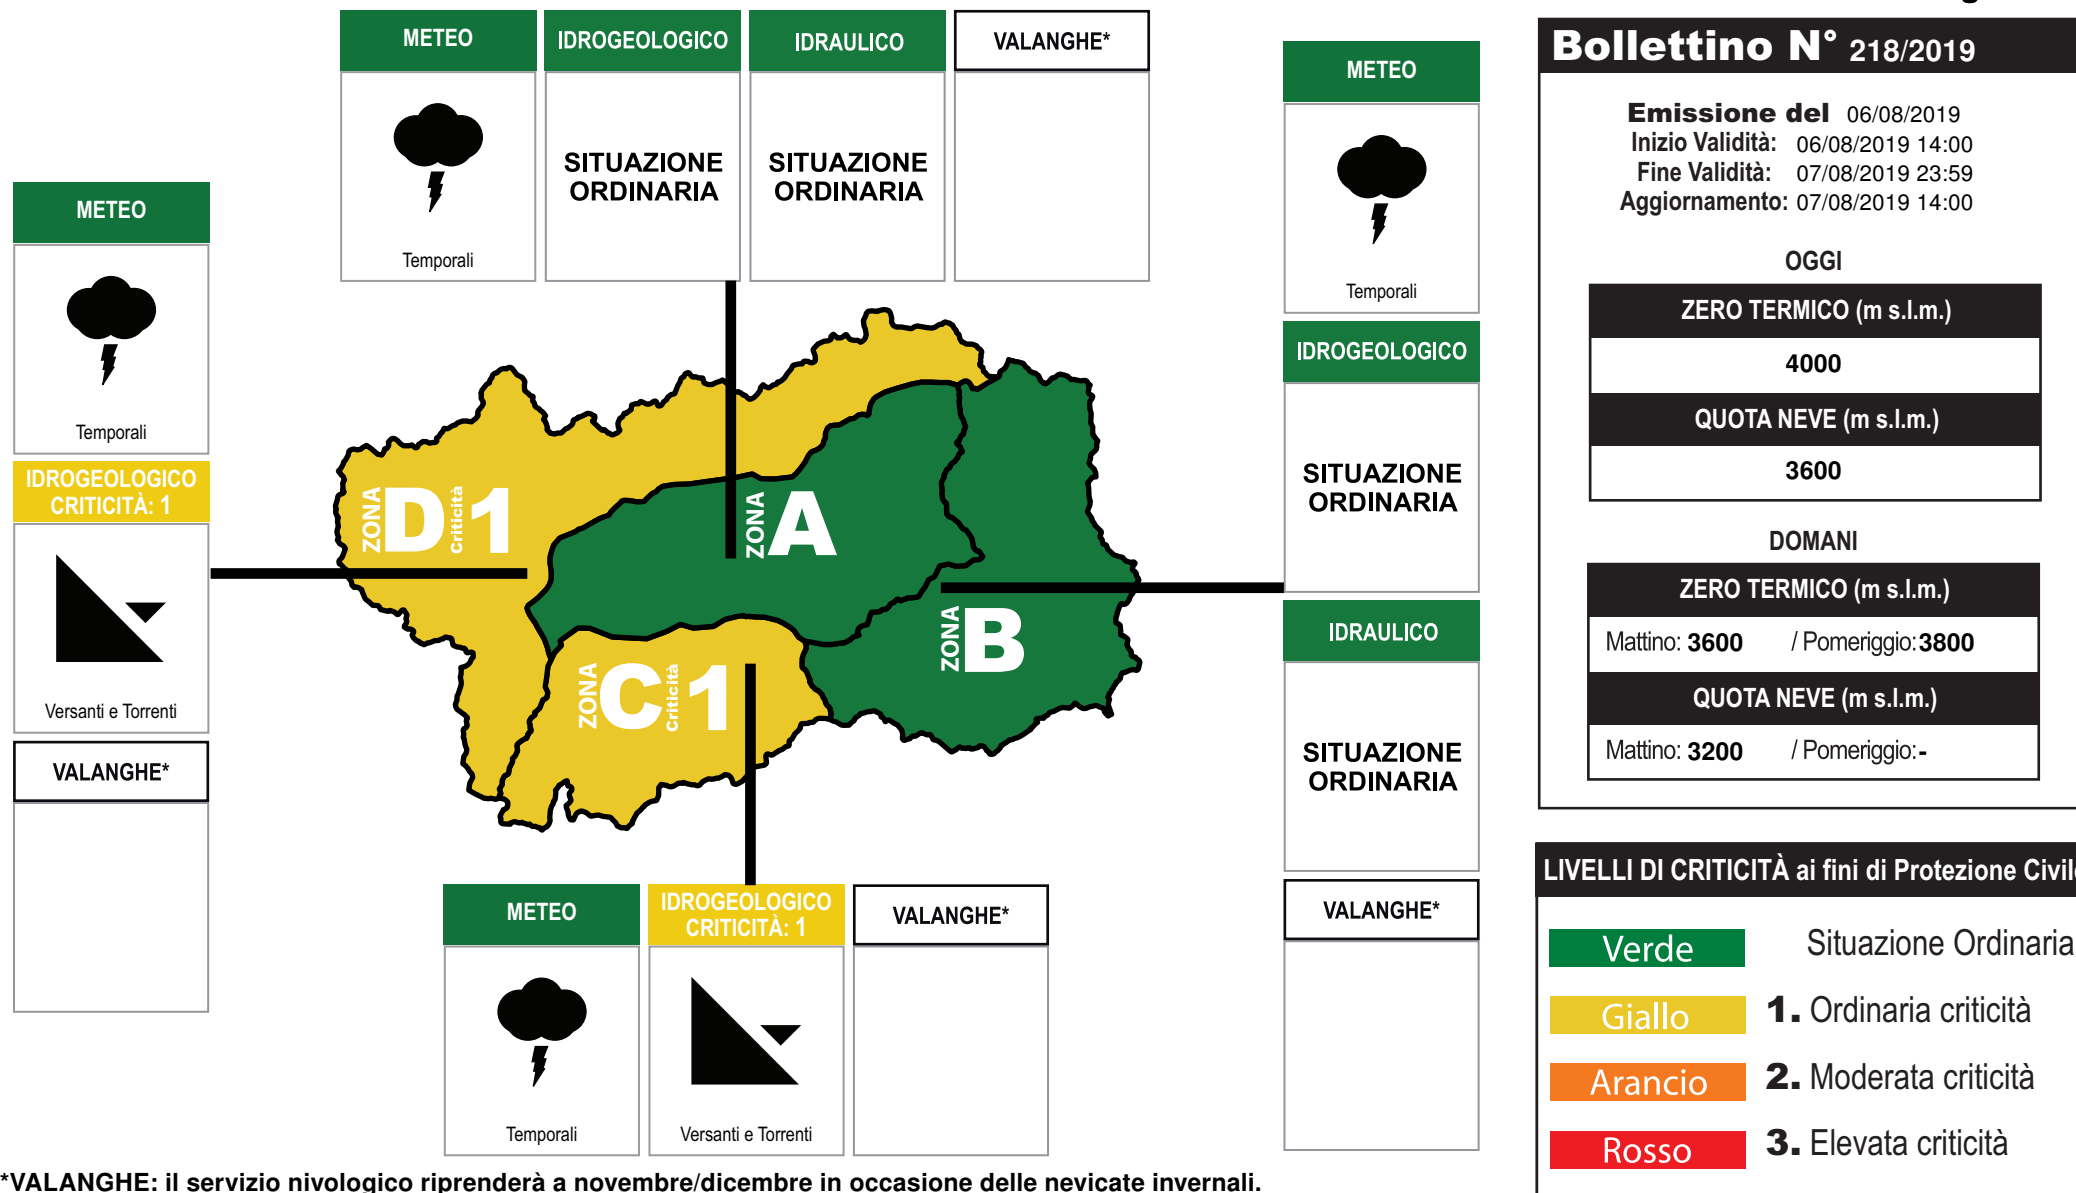 METEO
Temporali
IDROGEOLOGICO
SITUAZIONE
ORDINARIA
IDRAULICO
SITUAZIONE
ORDINARIA
VALANGHE*
METEO
Temporali
IDROGEOLOGICO
CRITICITÀ: 1
Versanti e Torrenti
VALANGHE*
ZONA D Criticità 1
ZONA A
ZONA B
ZONA C Criticità 1
METEO
Temporali
IDROGEOLOGICO
CRITICITÀ: 1
Versanti e Torrenti
VALANGHE*
METEO
Temporali
IDROGEOLOGICO
SITUAZIONE
ORDINARIA
IDRAULICO
SITUAZIONE
ORDINARIA
VALANGHE*
*VALANGHE: il servizio nivologico riprenderà a novembre/dicembre in occasione delle nevicate invernali.
Bollettino N° 218/2019
Emissione del 06/08/2019
Inizio Validità: 06/08/2019 14:00
Fine Validità: 07/08/2019 23:59
Aggiornamento: 07/08/2019 14:00
OGGI
ZERO TERMICO (m s.l.m.)
4000
QUOTA NEVE (m s.l.m.)
3600
DOMANI
ZERO TERMICO (m s.l.m.)
Mattino: 3600 / Pomeriggio: 3800
QUOTA NEVE (m s.l.m.)
Mattino: 3200 / Pomeriggio: -
LIVELLI DI CRITICITÀ ai fini di Protezione Civil
Verde Situazione Ordinaria
Giallo 1. Ordinaria criticità
Arancio 2. Moderata criticità
Rosso 3. Elevata criticità